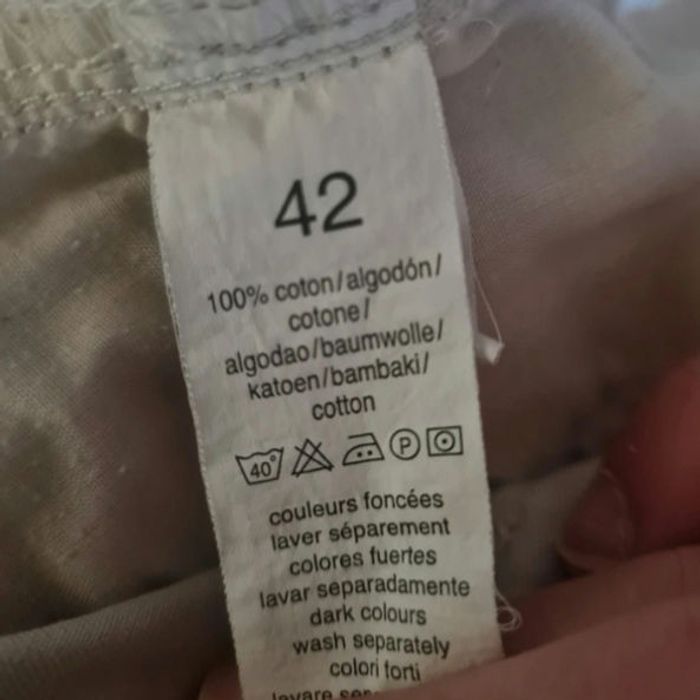 42
100% coton/algodón/
cotone/
algodao/baumwolle/
katoen/bambaki/
cotton
40° P
couleurs foncées
laver séparement
colores fuertes
lavar separadamente
dark colours
wash separately
colori forti
lavare